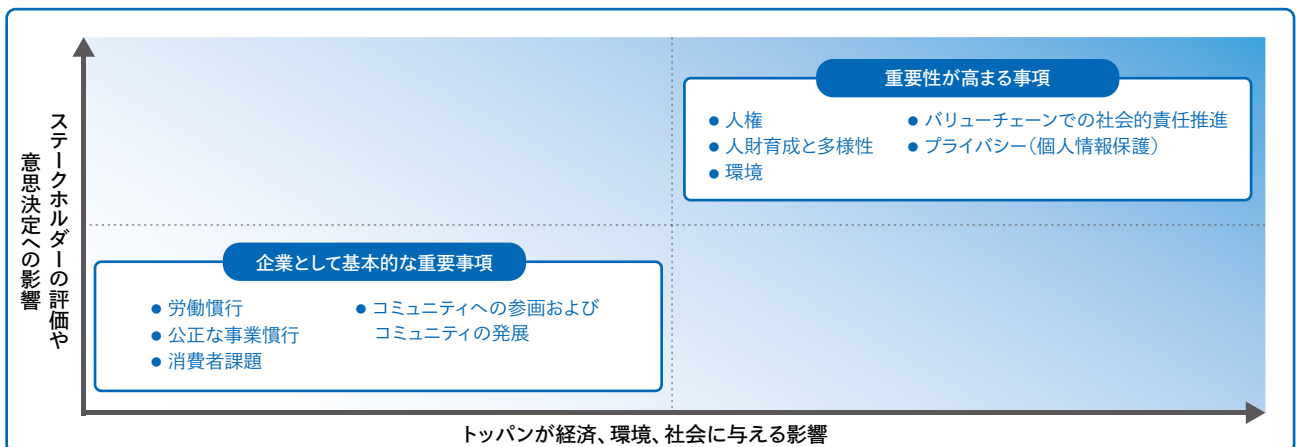 ステークホルダーの評価や
意思決定への影響
重要性が高まる事項
● 人権
● 人財育成と多様性
● 環境
● バリューチェーンでの社会的責任推進
● プライバシー（個人情報保護）
企業として基本的な重要事項
● 労働慣行
● 公正な事業慣行
● 消費者課題
● コミュニティへの参画および
コミュニティの発展
トッパンが経済、環境、社会に与える影響